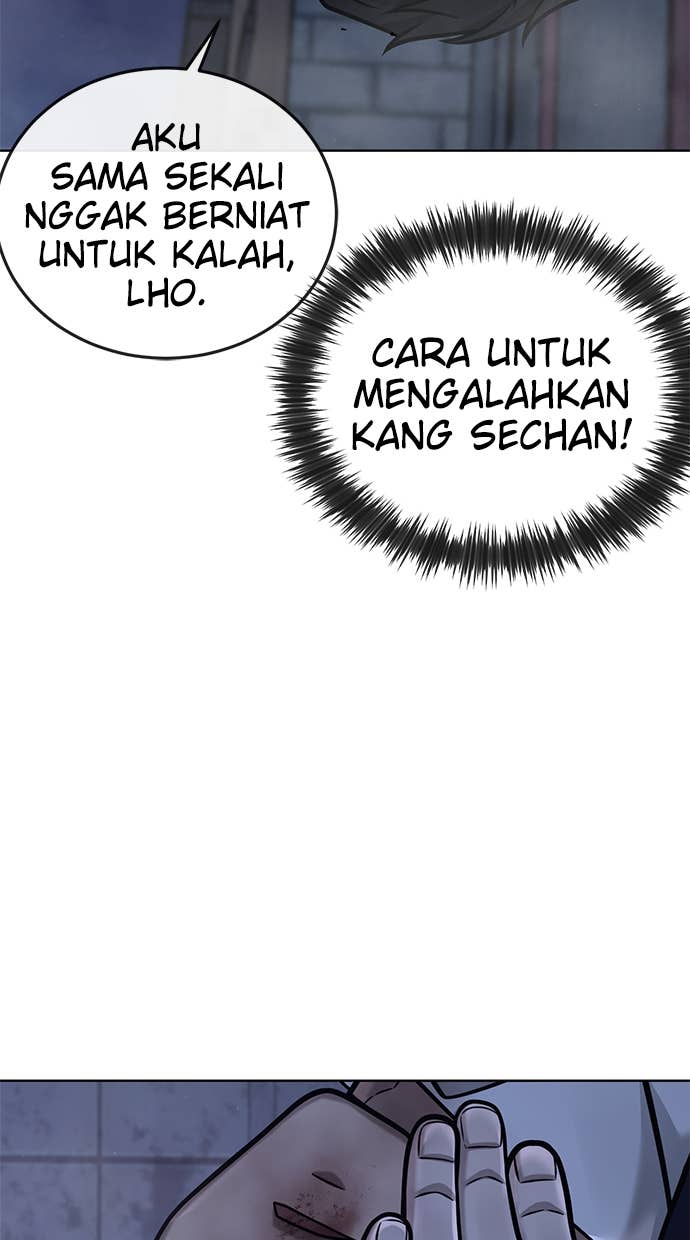 AKU
SAMA SEKALI
NGGAK BERNIAT
UNTUK KALAH,
LHO.
CARA UNTUK
MENGALAHKAN
KANG SECHAN!